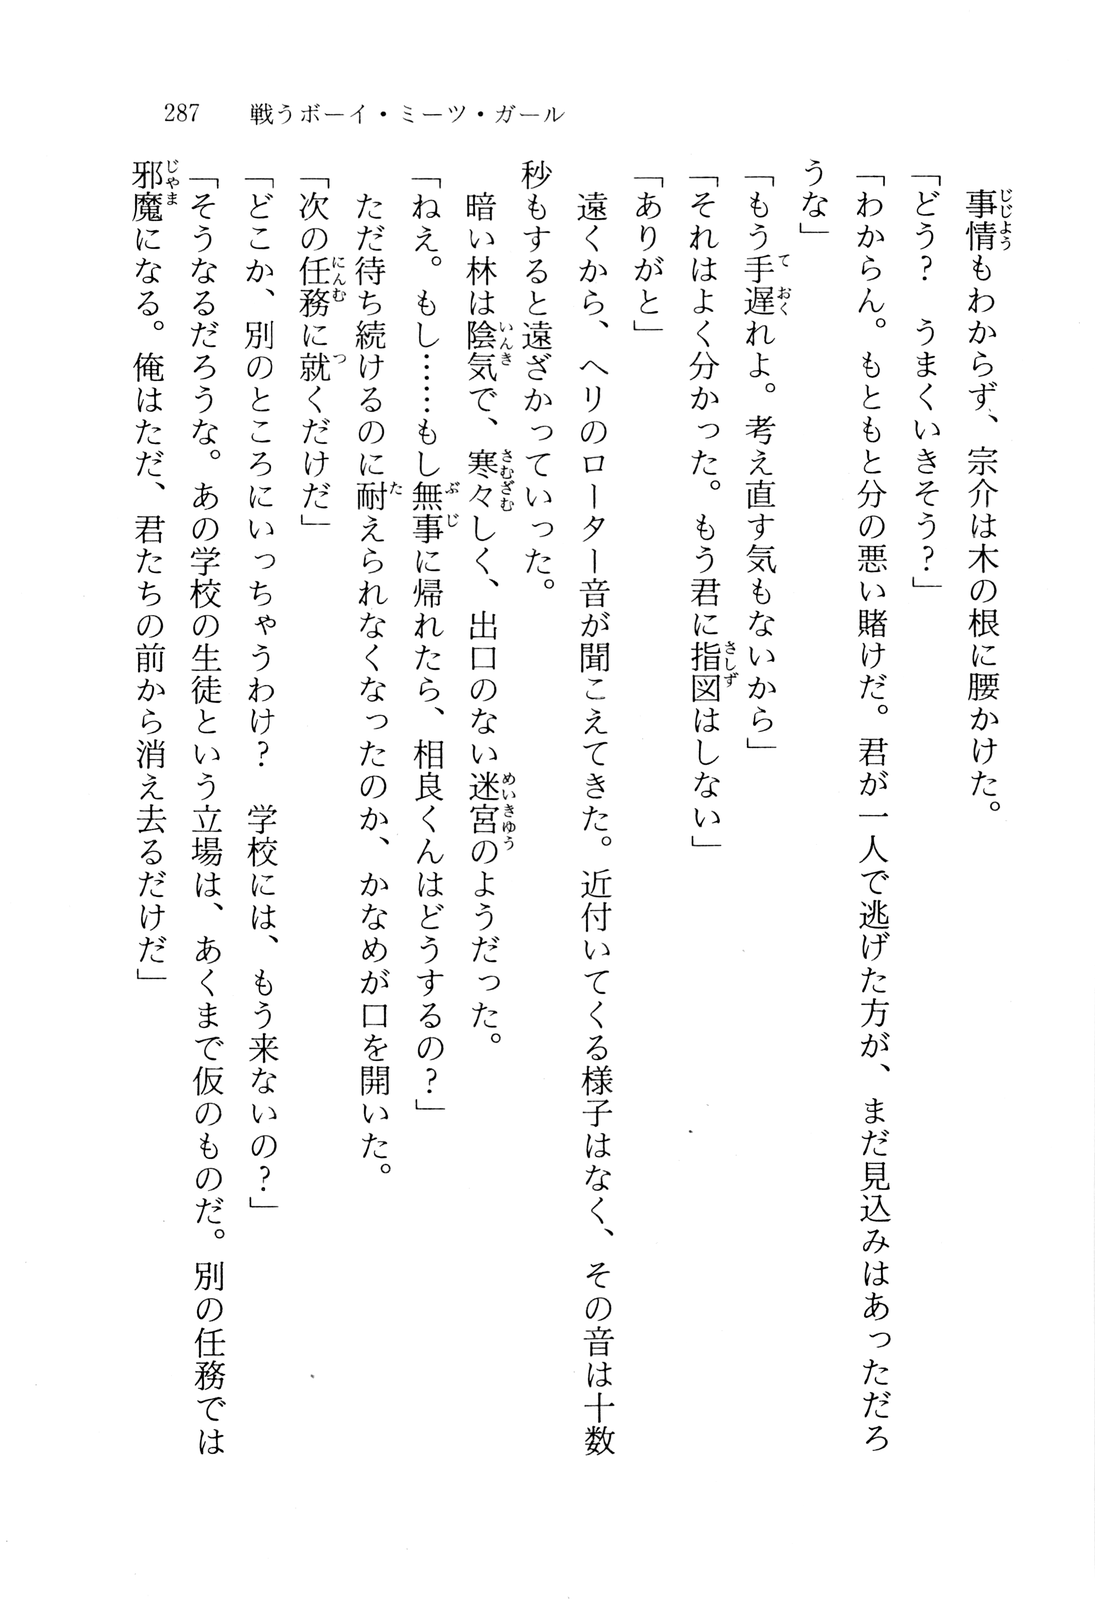 287　戦うボーイ・ミーツ・ガール
　事情もわからず、宗介は木の根に腰かけた。
「どう？　うまくいきそう？」
「わからん。もともと分の悪い賭けだ。君が一人で逃げた方が、まだ見込みはあっただろ
うな」
「もう手遅れよ。考え直す気もないから」
「それはよく分かった。もう君に指図はしない」
「ありがと」
　遠くから、ヘリのローター音が聞こえてきた。近付いてくる様子はなく、その音は十数
秒もすると遠ざかっていった。
　暗い林は陰気で、寒々しく、出口のない迷宮のようだった。
「ねえ。もし……もし無事に帰れたら、相良くんはどうするの？」
　ただ待ち続けるのに耐えられなくなったのか、かなめが口を開いた。
「次の任務に就くだけだ」
「どこか、別のところにいっちゃうわけ？　学校には、もう来ないの？」
「そうなるだろうな。あの学校の生徒という立場は、あくまで仮のものだ。別の任務では
邪魔になる。俺はただ、君たちの前から消え去るだけだ」